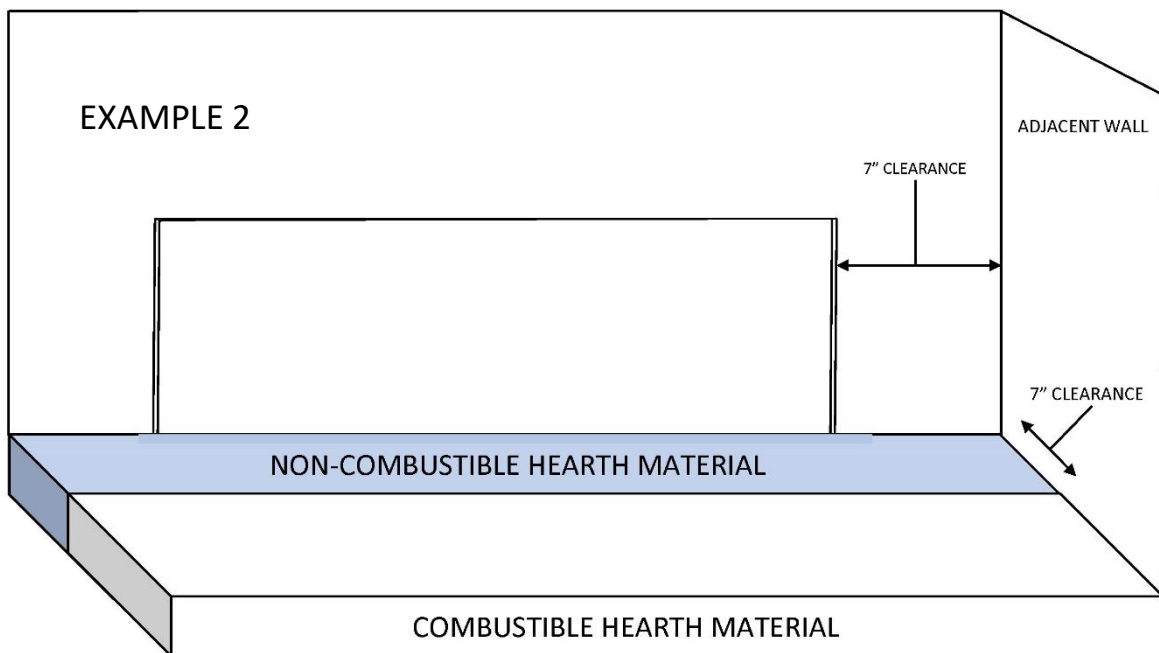 EXAMPLE 2
ADJACENT WALL
7” CLEARANCE
7” CLEARANCE
NON-COMBUSTIBLE HEARTH MATERIAL
COMBUSTIBLE HEARTH MATERIAL